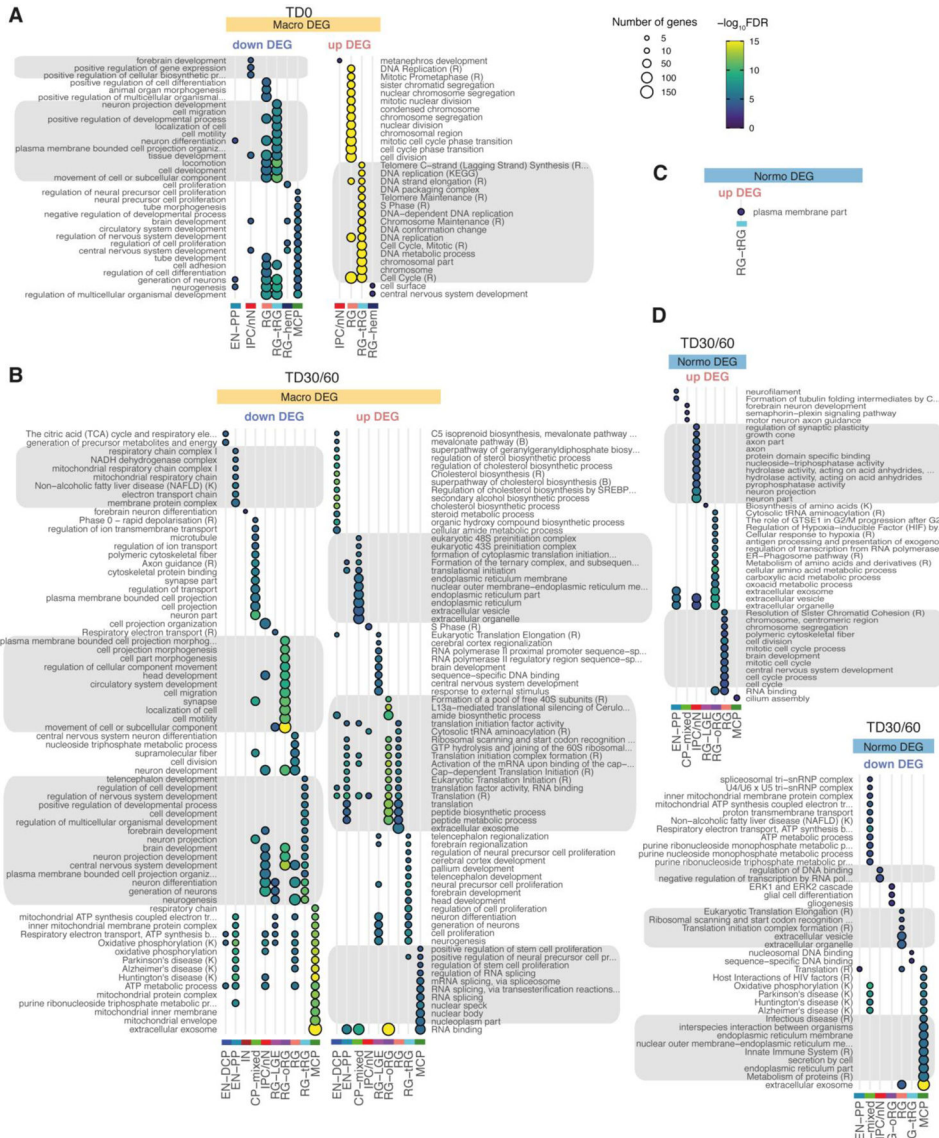 A
TD0
Macro DEG
down DEG
up DEG
forebrain development
positive regulation of gene expression
positive regulation of cellular biosynthetic pr...
positive regulation of cell differentiation
animal organ morphogenesis
positive regulation of multicellular organismal...
neuron projection development
cell migration
positive regulation of developmental process
localization of cell
cell motility
neuron differentiation
plasma membrane bounded cell projection organiz...
tissue development
locomotion
cell development
movement of cell or subcellular component
cell proliferation
regulation of neural precursor cell proliferation
neural precursor cell proliferation
tube morphogenesis
negative regulation of developmental process
brain development
circulatory system development
regulation of nervous system development
regulation of cell proliferation
central nervous system development
tube development
cell adhesion
regulation of cell differentiation
generation of neurons
neurogenesis
regulation of multicellular organismal development
EN-PP
IPC/nN
RG
RG-tRG
RG-hem
MCP
metanephros development
DNA Replication (R)
Mitotic Prometaphase (R)
sister chromatid segregation
nuclear chromosome segregation
mitotic nuclear division
condensed chromosome
chromosome segregation
nuclear division
chromosomal region
mitotic cell cycle phase transition
cell cycle phase transition
cell division
Telomere C-strand (Lagging Strand) Synthesis (R...
DNA replication (KEGG)
DNA strand elongation (R)
DNA packaging complex
Telomere Maintenance (R)
S Phase (R)
DNA-dependent DNA replication
Chromosome Maintenance (R)
DNA conformation change
DNA replication
Cell Cycle, Mitotic (R)
DNA metabolic process
chromosomal part
chromosome
Cell Cycle (R)
cell surface
central nervous system development
IPC/nN
RG
RG-tRG
RG-hem
Number of genes
5
10
50
100
150
−log10FDR
15
10
5
0
C
Normo DEG
up DEG
plasma membrane part
RG-tRG
B
TD30/60
Macro DEG
down DEG
up DEG
The citric acid (TCA) cycle and respiratory ele...
generation of precursor metabolites and energy
respiratory chain complex I
NADH dehydrogenase complex
mitochondrial respiratory chain complex I
mitochondrial respiratory chain
Non-alcoholic fatty liver disease (NAFLD) (K)
electron transport chain
membrane protein complex
forebrain neuron differentiation
Phase 0 – rapid depolarisation (R)
regulation of ion transmembrane transport
microtubule
regulation of ion transport
polymeric cytoskeletal fiber
Axon guidance (R)
cytoskeletal protein binding
synapse part
regulation of transport
plasma membrane bounded cell projection
cell projection
neuron part
cell projection organization
Respiratory electron transport (R)
plasma membrane bounded cell projection morphog...
cell projection morphogenesis
cell part morphogenesis
regulation of cellular component movement
head development
circulatory system development
cell migration
synapse
localization of cell
cell motility
movement of cell or subcellular component
central nervous system neuron differentiation
nucleoside triphosphate metabolic process
supramolecular fiber
cell division
neuron development
telencephalon development
regulation of cell development
regulation of nervous system development
positive regulation of developmental process
cell development
regulation of multicellular organismal development
forebrain development
neuron projection
brain development
neuron projection development
central nervous system development
plasma membrane bounded cell projection organiz...
neuron differentiation
generation of neurons
neurogenesis
respiratory chain
mitochondrial ATP synthesis coupled electron tr...
inner mitochondrial membrane protein complex
Respiratory electron transport, ATP synthesis b...
Oxidative phosphorylation (K)
oxidative phosphorylation
Parkinson's disease (K)
Alzheimer's disease (K)
Huntington's disease (K)
ATP metabolic process
mitochondrial protein complex
purine ribonucleoside triphosphate metabolic pr...
mitochondrial inner membrane
mitochondrial envelope
extracellular exosome
EN-DCP
EN-PP
IN
CP-mixed
IPC/nN
RG-LGE
RG-oRG
RG
RG-tRG
MCP
C5 isoprenoid biosynthesis, mevalonate pathway ...
mevalonate pathway (B)
superpathway of geranylgeranyldiphosphate biosy...
regulation of sterol biosynthetic process
regulation of cholesterol biosynthetic process
Cholesterol biosynthesis (R)
superpathway of cholesterol biosynthesis (B)
Regulation of cholesterol biosynthesis by SREBP...
secondary alcohol biosynthetic process
cholesterol biosynthetic process
steroid metabolic process
organic hydroxy compound biosynthetic process
cellular amide metabolic process
eukaryotic 48S preinitiation complex
eukaryotic 43S preinitiation complex
formation of cytoplasmic translation initiation...
Formation of the ternary complex, and subsequen...
translational initiation
endoplasmic reticulum membrane
nuclear outer membrane-endoplasmic reticulum me...
endoplasmic reticulum part
endoplasmic reticulum
extracellular vesicle
extracellular organelle
S Phase (R)
Eukaryotic Translation Elongation (R)
cerebral cortex regionalization
RNA polymerase II proximal promoter sequence-sp...
RNA polymerase II regulatory region sequence-sp...
brain development
sequence-specific DNA binding
central nervous system development
response to external stimulus
Formation of a pool of free 40S subunits (R)
L13a-mediated translational silencing of Cerulo...
amide biosynthetic process
translation initiation factor activity
Cytosolic tRNA aminoacylation (R)
Ribosomal scanning and start codon recognition ...
GTP hydrolysis and joining of the 60S ribosomal...
Translation initiation complex formation (R)
Activation of the mRNA upon binding of the cap-...
Cap-dependent Translation Initiation (R)
Eukaryotic Translation Initiation (R)
translation factor activity, RNA binding
Translation (R)
translation
peptide biosynthetic process
peptide metabolic process
extracellular exosome
telencephalon regionalization
forebrain regionalization
regulation of neural precursor cell proliferation
cerebral cortex development
pallium development
telencephalon development
neural precursor cell proliferation
forebrain development
head development
regulation of cell proliferation
neuron differentiation
generation of neurons
cell proliferation
neurogenesis
positive regulation of stem cell proliferation
positive regulation of neural precursor cell pr...
regulation of stem cell proliferation
regulation of RNA splicing
mRNA splicing, via spliceosome
RNA splicing, via transesterification reactions...
RNA splicing
nuclear speck
nuclear body
nucleoplasm part
RNA binding
EN-DCP
EN-PP
CP-mixed
IPC/nN
RG-LGE
RG-oRG
RG
RG-tRG
MCP
D
TD30/60
Normo DEG
up DEG
neurofilament
Formation of tubulin folding intermediates by C...
forebrain neuron development
semaphorin-plexin signaling pathway
motor neuron axon guidance
regulation of synaptic plasticity
growth cone
axon part
axon
protein domain specific binding
nucleoside-triphosphatase activity
hydrolase activity, acting on acid anhydrides, ...
hydrolase activity, acting on acid anhydrides
pyrophosphatase activity
neuron projection
neuron part
Biosynthesis of amino acids (K)
Cytosolic tRNA aminoacylation (R)
The role of GTSE1 in G2/M progression after G2
Regulation of Hypoxia-inducible Factor (HIF) by
Cellular response to hypoxia (R)
antigen processing and presentation of exogeno
regulation of transcription from RNA polymerase
ER-Phagosome pathway (R)
Metabolism of amino acids and derivatives (R)
cellular amino acid metabolic process
carboxylic acid metabolic process
oxoacid metabolic process
extracellular exosome
extracellular vesicle
extracellular organelle
Resolution of Sister Chromatid Cohesion (R)
chromosome, centromeric region
chromosome segregation
polymeric cytoskeletal fiber
cell division
mitotic cell cycle process
brain development
mitotic cell cycle
central nervous system development
cell cycle process
cell cycle
RNA binding
cilium assembly
EN-PP
CP-mixed
IPC/nN
RG-LGE
RG-oRG
RG
MCP
TD30/60
Normo DEG
down DEG
spliceosomal tri-snRNP complex
U4/U6 x U5 tri-snRNP complex
inner mitochondrial membrane protein complex
mitochondrial ATP synthesis coupled electron tr...
proton transmembrane transport
mitochondrial respiratory chain
Non-alcoholic fatty liver disease (NAFLD) (K)
Respiratory electron transport, ATP synthesis b...
ATP metabolic process
purine ribonucleoside monophosphate metabolic p...
purine nucleoside monophosphate metabolic process
purine ribonucleoside triphosphate metabolic pr...
regulation of DNA binding
negative regulation of transcription by RNA pol...
ERK1 and ERK2 cascade
glial cell differentiation
gliogenesis
Eukaryotic Translation Elongation (R)
Ribosomal scanning and start codon recognition ...
Translation initiation complex formation (R)
extracellular vesicle
extracellular organelle
nucleosomal DNA binding
sequence-specific DNA binding
Translation (R)
Host Interactions of HIV factors (R)
Oxidative phosphorylation (K)
Parkinson's disease (K)
Huntington's disease (K)
Alzheimer's disease (K)
Infectious disease (R)
interspecies interaction between organisms
endoplasmic reticulum membrane
nuclear outer membrane-endoplasmic reticulum me...
Innate Immune System (R)
secretion by cell
endoplasmic reticulum part
Metabolism of proteins (R)
extracellular exosome
EN-PP
-mixed
IPC/nN
G-oRG
RG
G-tRG
MCP